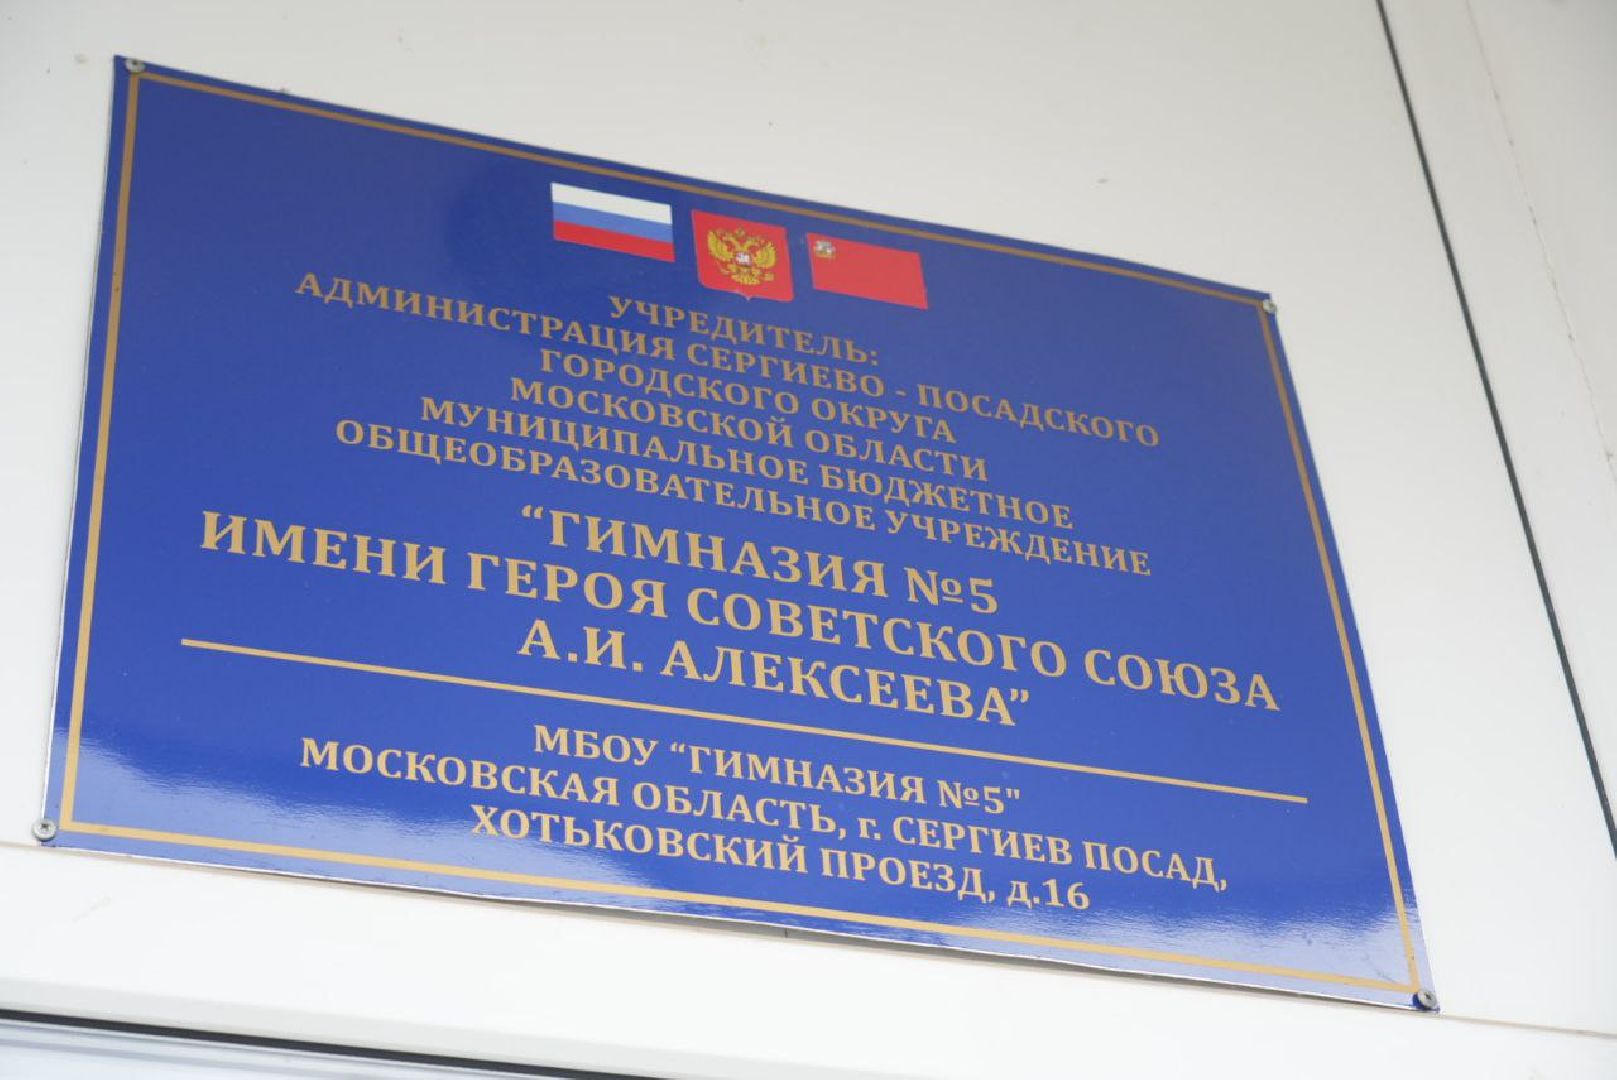 УЧРЕДИТЕЛЬ:
АДМИНИСТРАЦИЯ СЕРГИЕВО - ПОСАДСКОГО
ГОРОДСКОГО ОКРУГА
МОСКОВСКОЙ ОБЛАСТИ
МУНИЦИПАЛЬНОЕ БЮДЖЕТНОЕ
ОБЩЕОБРАЗОВАТЕЛЬНОЕ УЧРЕЖДЕНИЕ
“ГИМНАЗИЯ №5
ИМЕНИ ГЕРОЯ СОВЕТСКОГО СОЮЗА
А.И. АЛЕКСЕЕВА”
МБОУ “ГИМНАЗИЯ №5"
МОСКОВСКАЯ ОБЛАСТЬ, г. СЕРГИЕВ ПОСАД,
ХОТЬКОВСКИЙ ПРОЕЗД, д.16